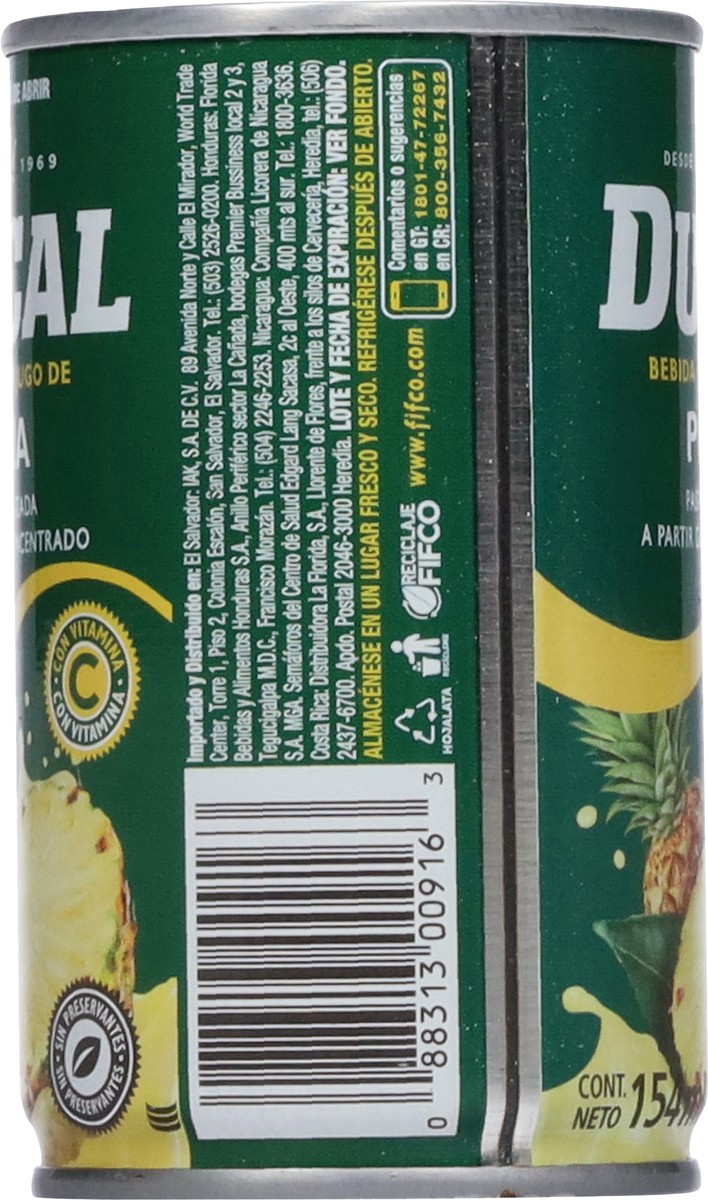 DE ABRIR
1969
CAL
UGO DE
A
ZADA
NCENTRADO
CON VITAMINA
C
CON VITAMINA
SIN PRESERVANTES
SIN PRESERVANTES
Importado y Distribuido en: El Salvador: IAK, S.A. DE C.V. 89 Avenida Norte y Calle El Mirador, World Trade
Center, Torre 1, Piso 2, Colonia Escalón, San Salvador, El Salvador. Tel.: (503) 2526-0200. Honduras: Florida
Bebidas y Alimentos Honduras S.A., Anillo Periférico sector La Cañada, bodegas Premier Bussiness local 2 y 3,
Tegucigalpa M.D.C., Francisco Morazán. Tel.: (504) 2246-2253. Nicaragua: Compañía Licorera de Nicaragua
S.A. MGA. Semáforos del Centro de Salud Edgard Lang Sacasa, 2c al Oeste, 400 mts al sur. Tel.: 1800-3636.
Costa Rica: Distribuidora La Florida, S.A., Llorente de Flores, frente a los silos de Cervecería, Heredia, tel.: (506)
2437-6700. Apdo. Postal 2046-3000 Heredia. LOTE Y FECHA DE EXPIRACIÓN: VER FONDO.
ALMACÉNESE EN UN LUGAR FRESCO Y SECO. REFRIGÉRESE DESPUÉS DE ABIERTO.
HOJALATA
RECICLAJE
FIFCO
www.fifco.com
Comentarios o sugerencias
en GT: 1801-47-72267
en CR: 800-356-7432
0 88313 00916 3
DESDE
DU
BEBIDA
P
PAS
A PARTIR
CONT.
NETO 154